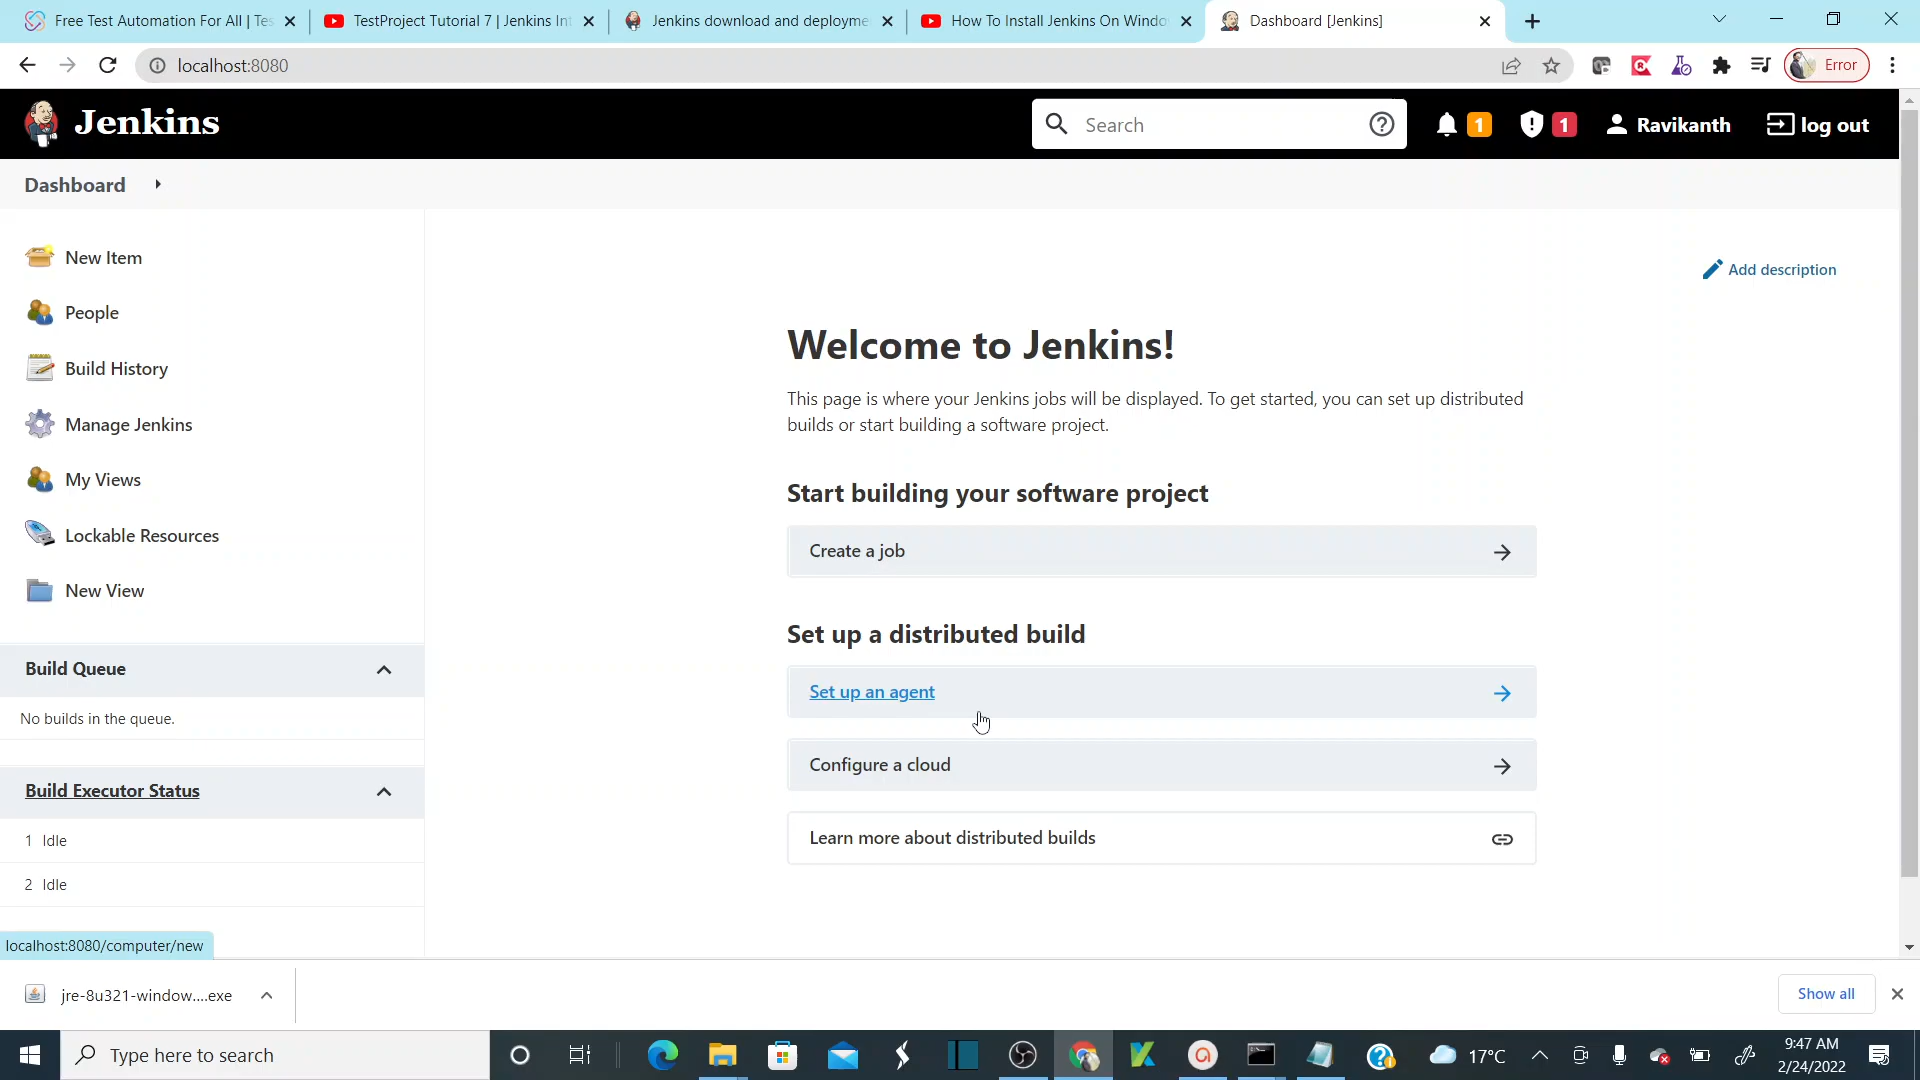 Free Test Automation For All | Tes
TestProject Tutorial 7 | Jenkins Int
Jenkins download and deployme
How To Install Jenkins On Windo
Dashboard [Jenkins]
localhost:8080
Error
Jenkins
Search
1
1
Ravikanth
log out
Dashboard
New Item
People
Build History
Manage Jenkins
My Views
Lockable Resources
New View
Build Queue
No builds in the queue.
Build Executor Status
1 Idle
2 Idle
Add description
Welcome to Jenkins!
This page is where your Jenkins jobs will be displayed. To get started, you can set up distributed
builds or start building a software project.
Start building your software project
Create a job
Set up a distributed build
Set up an agent
Configure a cloud
Learn more about distributed builds
localhost:8080/computer/new
jre-8u321-window....exe
Show all
Type here to search
17°C
9:47 AM
2/24/2022